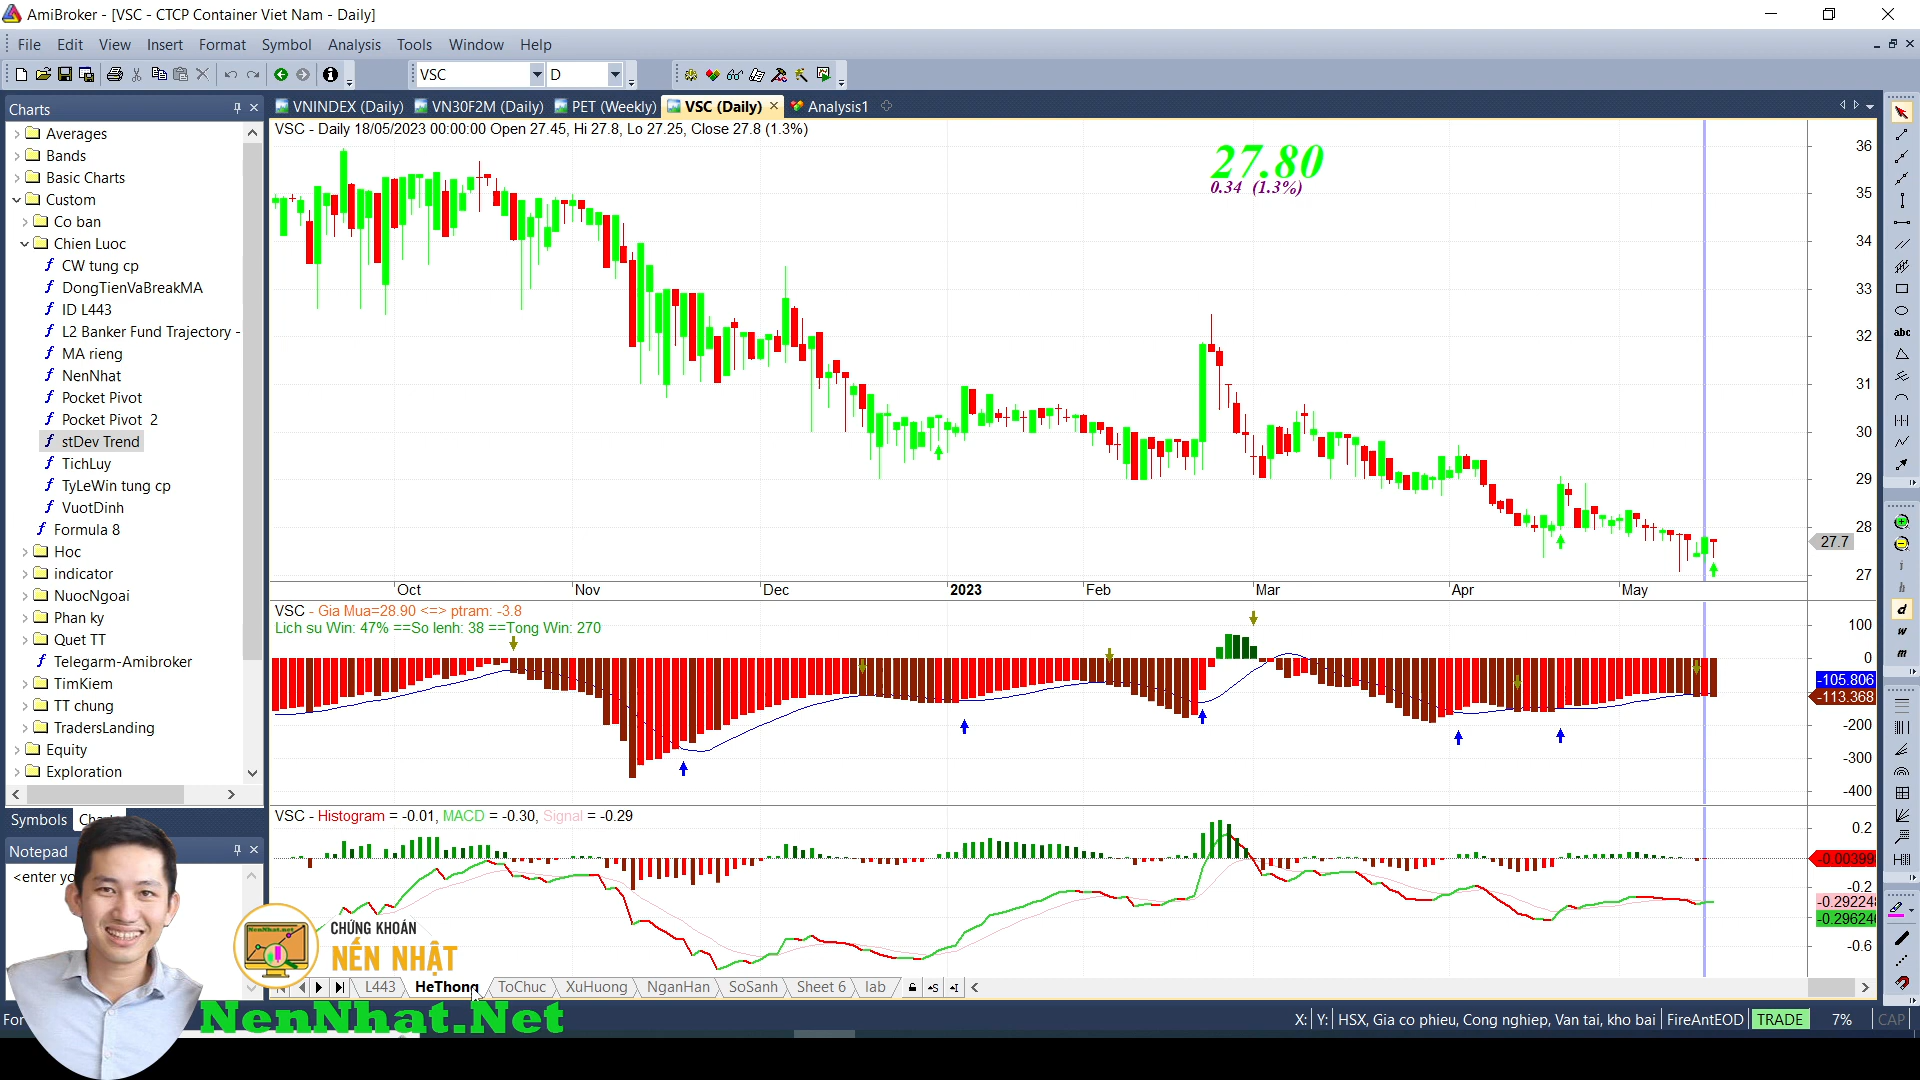 AmiBroker - [VSC - CTCP Container Viet Nam - Daily]
File Edit View Insert Format Symbol Analysis Tools Window Help
VSC D
Charts
VNINDEX (Daily) VN30F2M (Daily) PET (Weekly) VSC (Daily) Analysis1
Averages
Bands
Basic Charts
Custom
Co ban
Chien Luoc
CW tung cp
DongTienVaBreakMA
ID L443
L2 Banker Fund Trajectory -
MA rieng
NenNhat
Pocket Pivot
Pocket Pivot 2
stDev Trend
TichLuy
TyLeWin tung cp
VuotDinh
Formula 8
Hoc
indicator
NuocNgoai
Phan ky
Quet TT
Telegarm-Amibroker
TimKiem
TT chung
TradersLanding
Equity
Exploration
Symbols
Notepad
VSC - Daily 18/05/2023 00:00:00 Open 27.45, Hi 27.8, Lo 27.25, Close 27.8 (1.3%)
27.80
0.34 (1.3%)
36
35
34
33
32
31
30
29
28
27.7
27
Oct Nov Dec 2023 Feb Mar Apr May
VSC - Gia Mua=28.90 <=> ptram: -3.8
Lich su Win: 47% ==So lenh: 38 ==Tong Win: 270
100
0
-105.806
-113.368
-200
-300
-400
VSC - Histogram = -0.01, MACD = -0.30, Signal = -0.29
0.2
-0.2
-0.6
CHỨNG KHOÁN
NẾN NHẬT
NenNhat.Net
L443 HeThong ToChuc XuHuong NganHan SoSanh Sheet 6 lab
X: Y: HSX, Gia co phieu, Cong nghiep, Van tai, kho bai FireAntEOD TRADE 7% CAP
abc
i
h
d
w
m